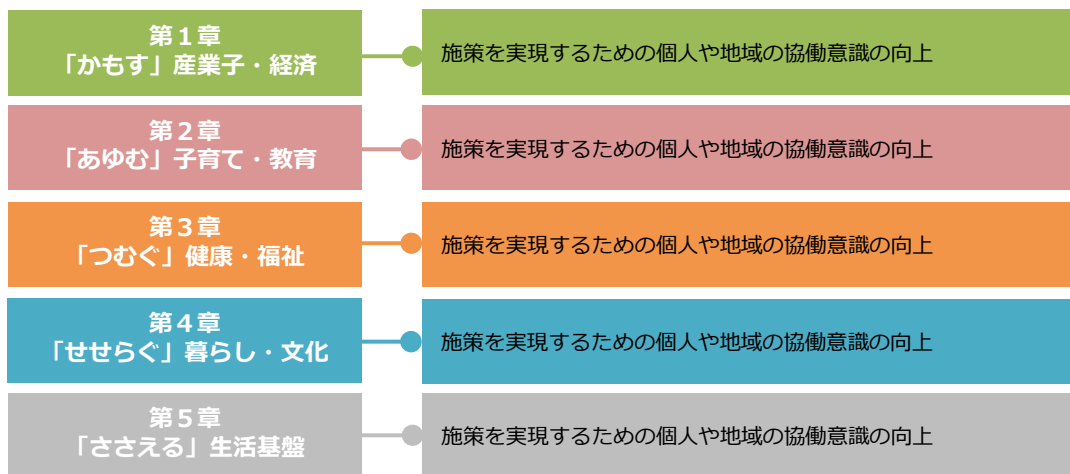 第１章
「かもす」産業子・経済
施策を実現するための個人や地域の協働意識の向上
第２章
「あゆむ」子育て・教育
施策を実現するための個人や地域の協働意識の向上
第３章
「つむぐ」健康・福祉
施策を実現するための個人や地域の協働意識の向上
第４章
「せせらぐ」暮らし・文化
施策を実現するための個人や地域の協働意識の向上
第５章
「ささえる」生活基盤
施策を実現するための個人や地域の協働意識の向上